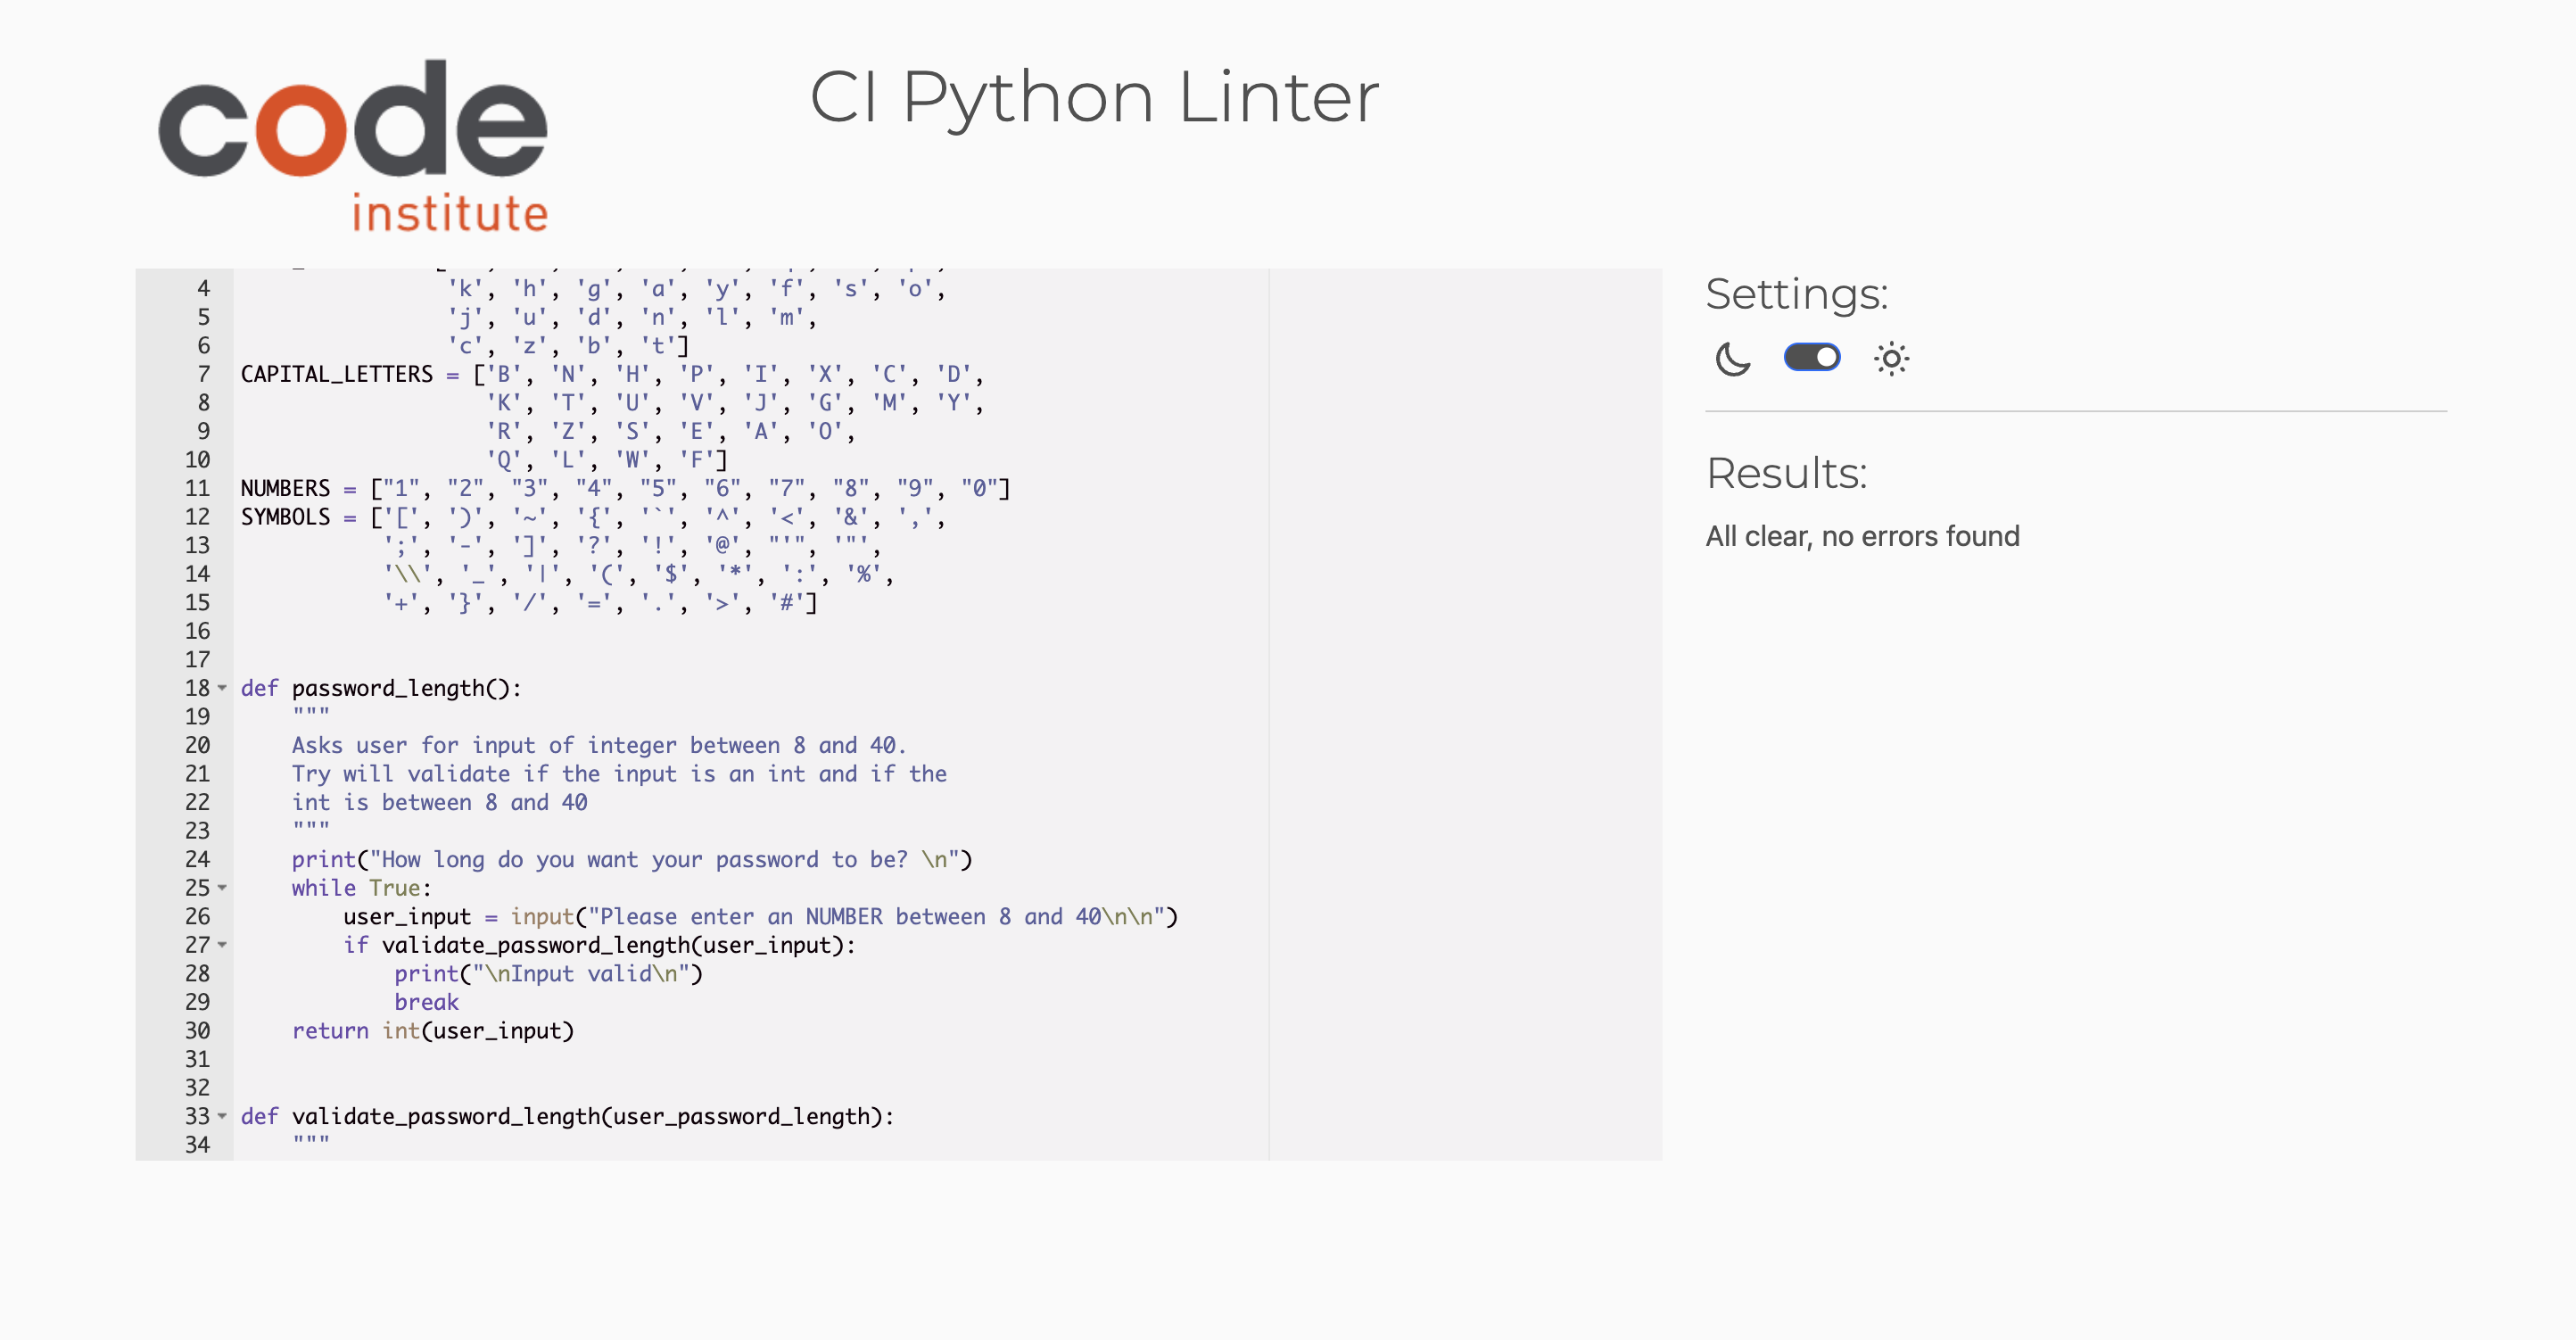 code
institute
CI Python Linter
4 'k', 'h', 'g', 'a', 'y', 'f', 's', 'o',
5 'j', 'u', 'd', 'n', 'l', 'm',
6 'c', 'z', 'b', 't']
7 CAPITAL_LETTERS = ['B', 'N', 'H', 'P', 'I', 'X', 'C', 'D',
8 'K', 'T', 'U', 'V', 'J', 'G', 'M', 'Y',
9 'R', 'Z', 'S', 'E', 'A', 'O',
10 'Q', 'L', 'W', 'F']
11 NUMBERS = ["1", "2", "3", "4", "5", "6", "7", "8", "9", "0"]
12 SYMBOLS = ['[', ')', '~', '{', '`', '^', '<', '&', ',',
13 ';', '-', ']', '?', '!', '@', "'", '"',
14 '\\', '_', '|', '(', '$', '*', ':', '%',
15 '+', '}', '/', '=', '.', '>', '#']
16
17
18 def password_length():
19 """
20 Asks user for input of integer between 8 and 40.
21 Try will validate if the input is an int and if the
22 int is between 8 and 40
23 """
24 print("How long do you want your password to be? \n")
25 while True:
26 user_input = input("Please enter an NUMBER between 8 and 40\n\n")
27 if validate_password_length(user_input):
28 print("\nInput valid\n")
29 break
30 return int(user_input)
31
32
33 def validate_password_length(user_password_length):
34 """
Settings:
Results:
All clear, no errors found